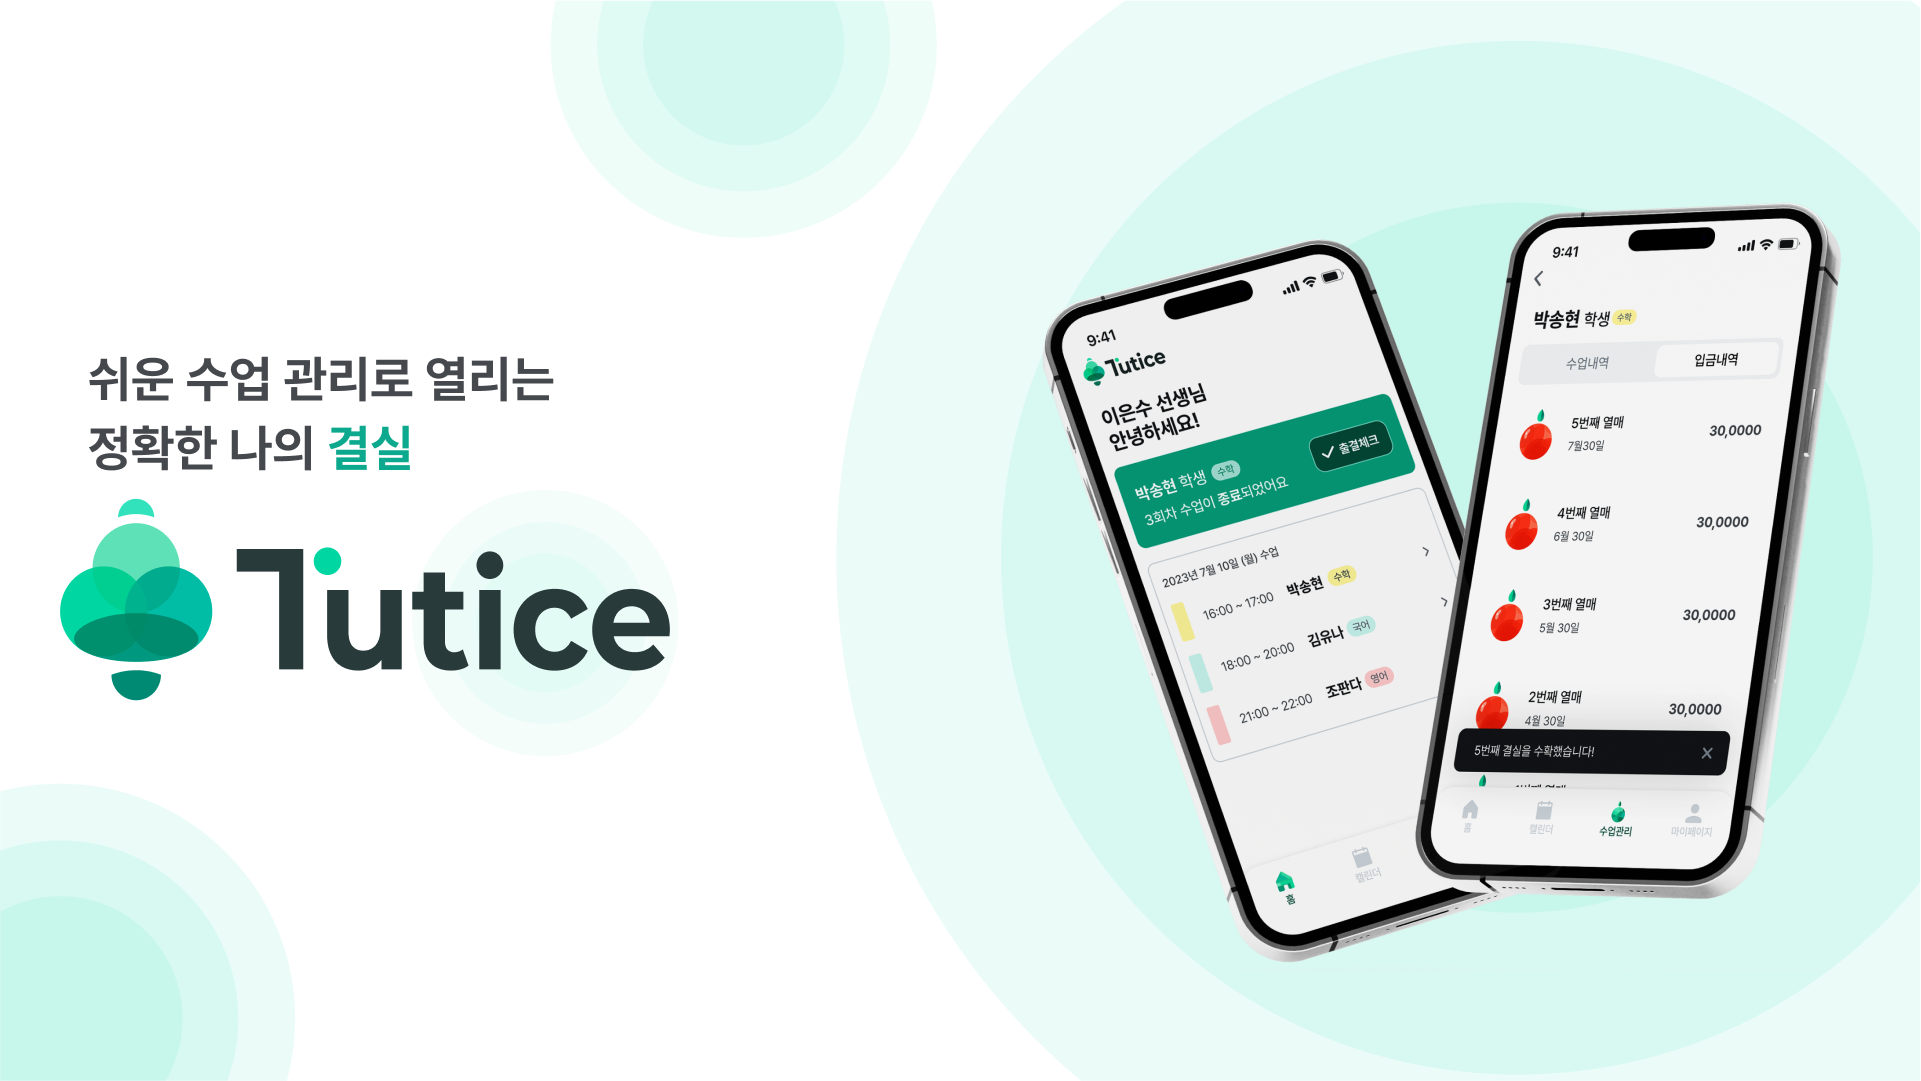 쉬운 수업 관리로 열리는
정확한 나의 결실
Tutice
9:41
Tutice
이은수 선생님
안녕하세요!
박송현 학생 수학
3회차 수업이 종료되었어요
출결체크
2023년 7월 10일 (월) 수업
16:00 ~ 17:00 박송현 수학
18:00 ~ 20:00 김유나 국어
21:00 ~ 22:00 조판다 영어
홈
캘린더
9:41
박송현 학생 수학
수업내역
입금내역
5번째 열매
30,0000
7월30일
4번째 열매
30,0000
6월 30일
3번째 열매
30,0000
5월 30일
2번째 열매
30,0000
4월 30일
5번째 결실을 수확했습니다!
홈
캘린더
수업관리
마이페이지